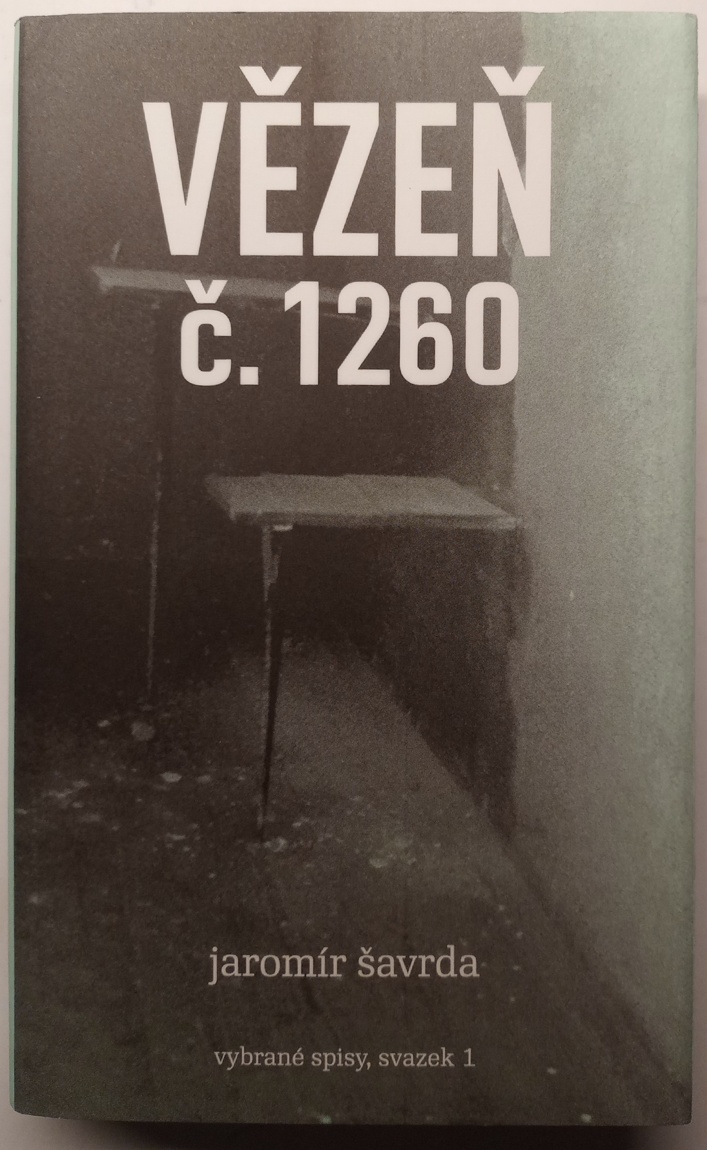 VĚZEŇ
č. 1260
jaromír šavrda
vybrané spisy, svazek 1